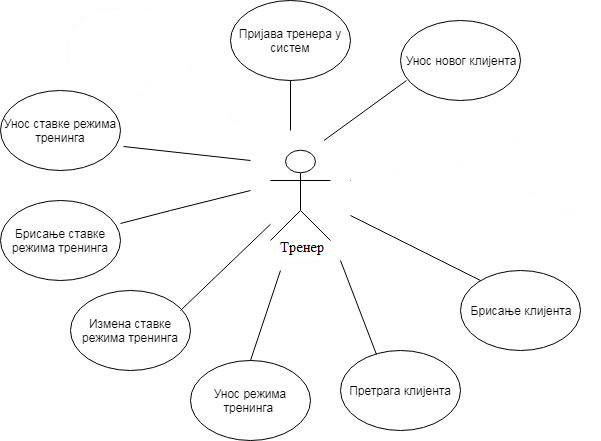 Пријава тренера у
систем
Унос новог клијента
Унос ставке режима
тренинга
Брисање ставке
режима тренинга
Тренер
Измена ставке
режима тренинга
Брисање клијента
Унос режима
тренинга
Претрага клијента